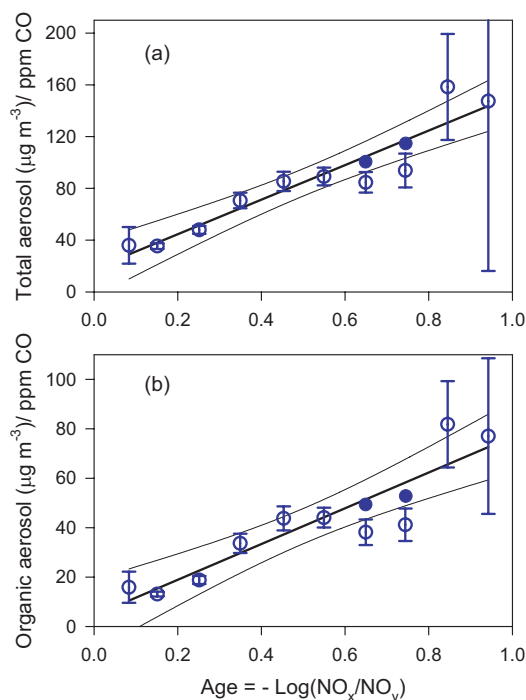 Total aerosol (μg m⁻³)/ ppm CO
(a)
200
160
120
80
40
0
0.0 0.2 0.4 0.6 0.8 1.0
Organic aerosol (μg m⁻³)/ ppm CO
(b)
100
80
60
40
20
0
0.0 0.2 0.4 0.6 0.8 1.0
Age = - Log(NOₓ/NOᵧ)